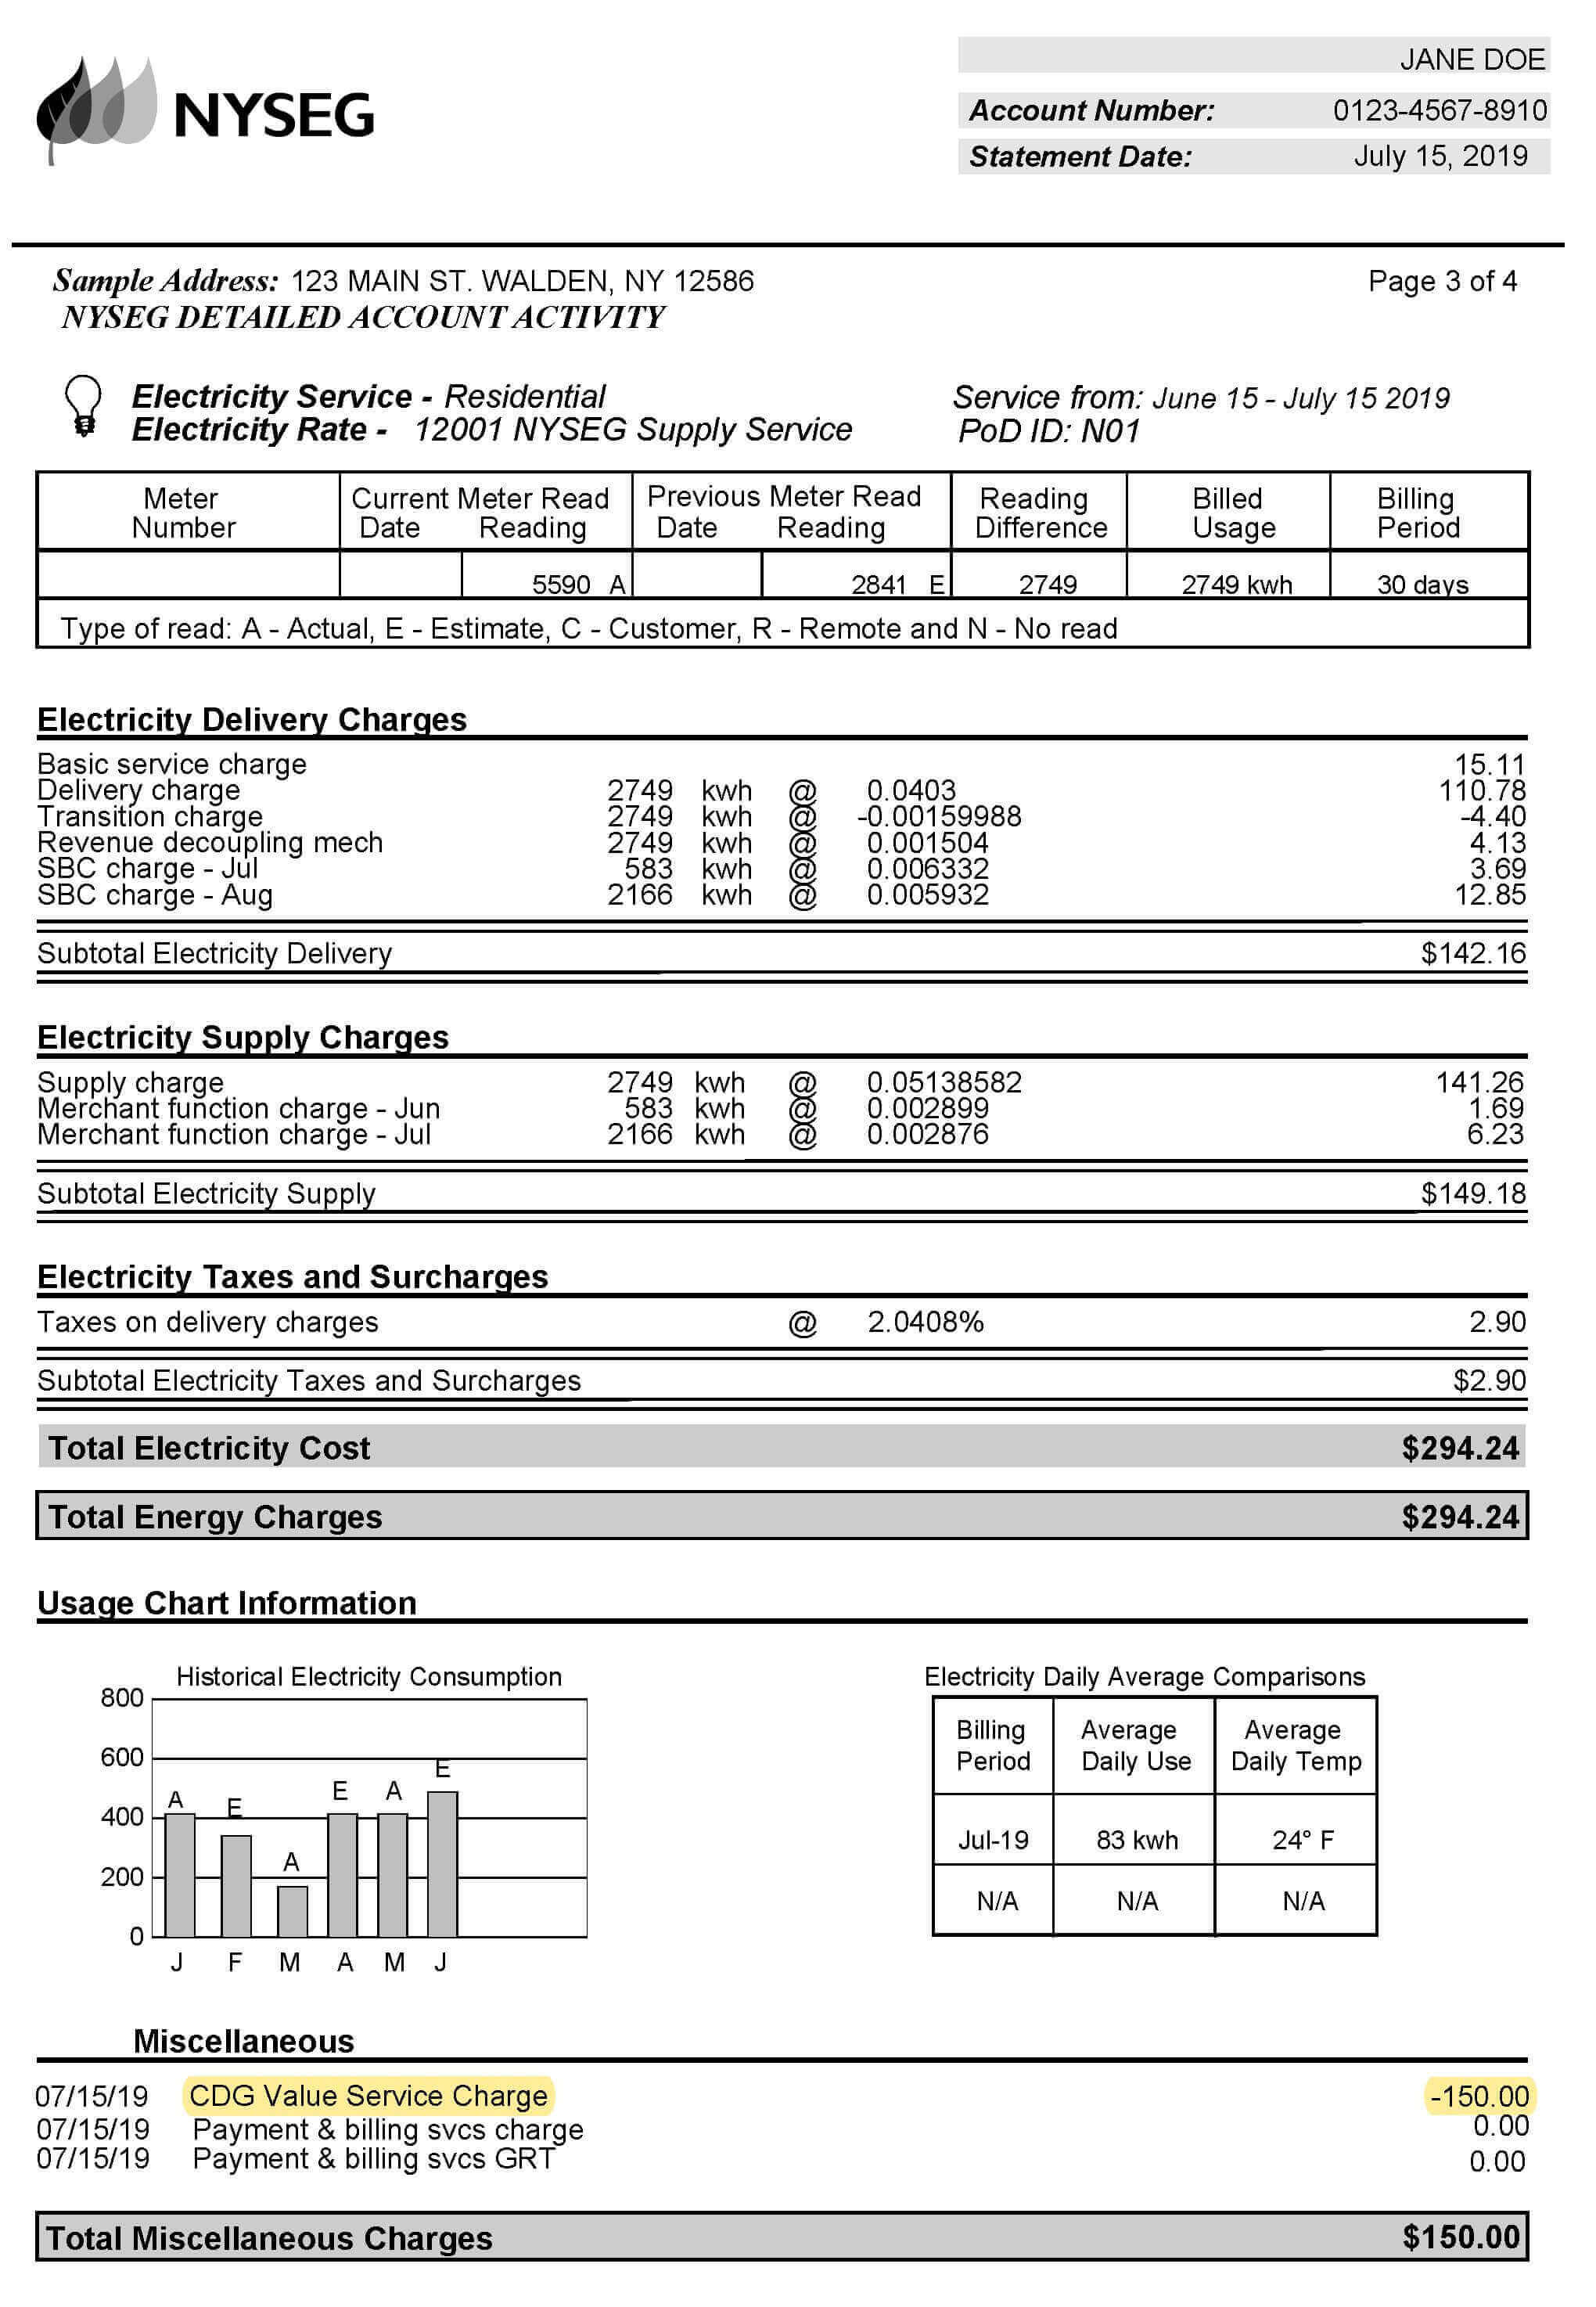 NYSEG
JANE DOE
Account Number: 0123-4567-8910
Statement Date: July 15, 2019
Sample Address: 123 MAIN ST. WALDEN, NY 12586 Page 3 of 4
NYSEG DETAILED ACCOUNT ACTIVITY
Electricity Service - Residential Service from: June 15 - July 15 2019
Electricity Rate - 12001 NYSEG Supply Service PoD ID: N01
Meter Current Meter Read Previous Meter Read Reading Billed Billing
Number Date Reading Date Reading Difference Usage Period
5590 A 2841 E 2749 2749 kwh 30 days
Type of read: A - Actual, E - Estimate, C - Customer, R - Remote and N - No read
Electricity Delivery Charges
Basic service charge 15.11
Delivery charge 2749 kwh @ 0.0403 110.78
Transition charge 2749 kwh @ -0.00159988 -4.40
Revenue decoupling mech 2749 kwh @ 0.001504 4.13
SBC charge - Jul 583 kwh @ 0.006332 3.69
SBC charge - Aug 2166 kwh @ 0.005932 12.85
Subtotal Electricity Delivery $142.16
Electricity Supply Charges
Supply charge 2749 kwh @ 0.05138582 141.26
Merchant function charge - Jun 583 kwh @ 0.002899 1.69
Merchant function charge - Jul 2166 kwh @ 0.002876 6.23
Subtotal Electricity Supply $149.18
Electricity Taxes and Surcharges
Taxes on delivery charges @ 2.0408% 2.90
Subtotal Electricity Taxes and Surcharges $2.90
Total Electricity Cost $294.24
Total Energy Charges $294.24
Usage Chart Information
Historical Electricity Consumption
800
600
400
200
0
A E A E A E
J F M A M J
Electricity Daily Average Comparisons
Billing Average Average
Period Daily Use Daily Temp
Jul-19 83 kwh 24° F
N/A N/A N/A
Miscellaneous
07/15/19 CDG Value Service Charge -150.00
07/15/19 Payment & billing svcs charge 0.00
07/15/19 Payment & billing svcs GRT 0.00
Total Miscellaneous Charges $150.00